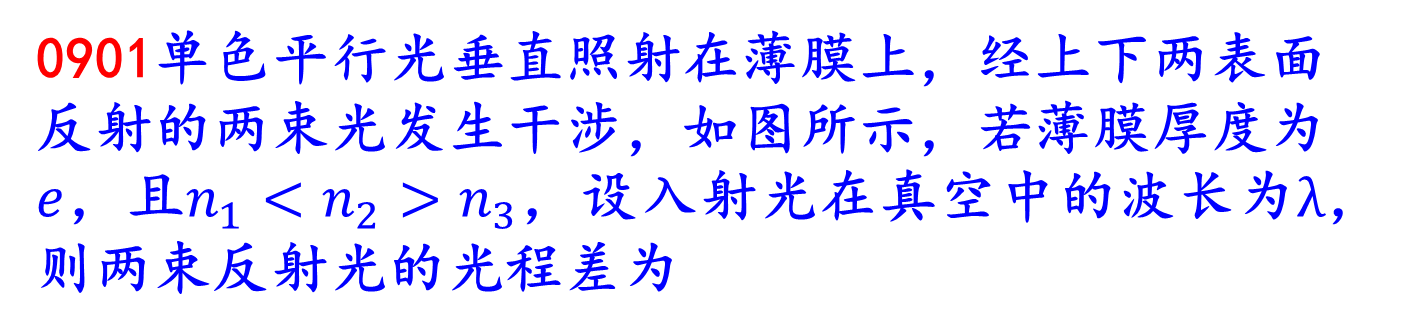 0901单色平行光垂直照射在薄膜上，经上下两表面
反射的两束光发生干涉，如图所示，若薄膜厚度为
e，且n₁ < n₂ > n₃，设入射光在真空中的波长为λ，
则两束反射光的光程差为